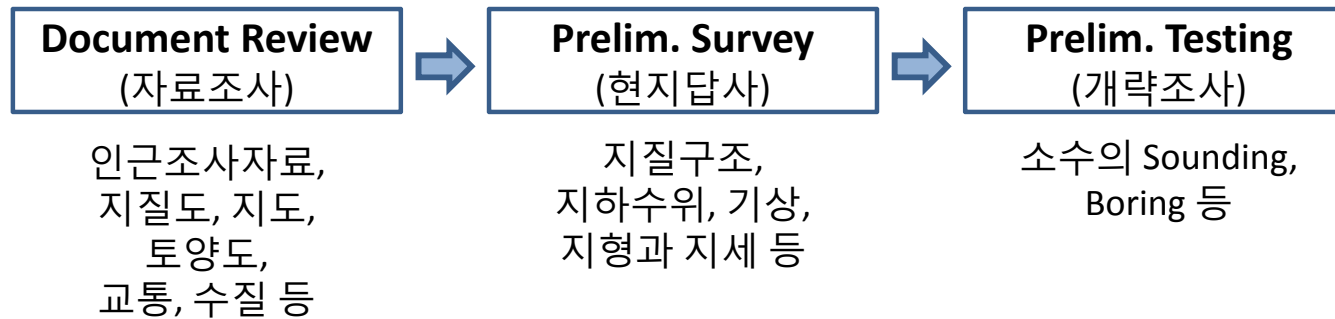 Document Review
(자료조사)
인근조사자료,
지질도, 지도,
토양도,
교통, 수질 등
Prelim. Survey
(현지답사)
지질구조,
지하수위, 기상,
지형과 지세 등
Prelim. Testing
(개략조사)
소수의 Sounding,
Boring 등